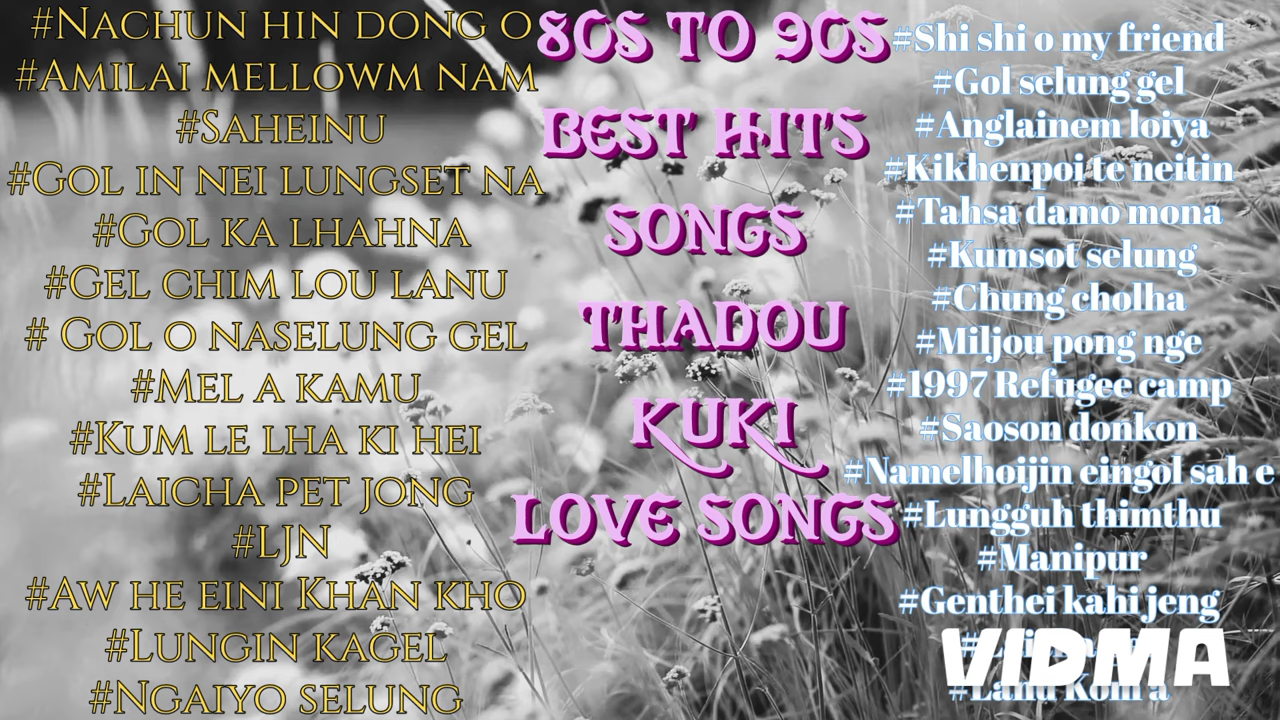 #Nachun hin dong o
#Amilai mellowm nam
#Saheinu
#Gol in nei lungset na
#Gol ka lhahna
#Gel chim lou lanu
# Gol o naselung gel
#Mel a kamu
#Kum le lha ki hei
#Laicha pet jong
#LJN
#Aw he eini Khan kho
#Lungin kagel
#Ngaiyo selung
80s to 90s
Best Hits
Songs
Thadou
Kuki
Love Songs
#Shi shi o my friend
#Gol selung gel
#Anglainem loiya
#Kikhenpoi te neitin
#Tahsa damo mona
#Kumsot selung
#Chung cholha
#Miljou pong nge
#1997 Refugee camp
#Saoson donkon
#Namelhoijin eingol sah e
#Lungguh thimthu
#Manipur
#Genthei kahi jeng
#Lanu Kom a
VIDMA